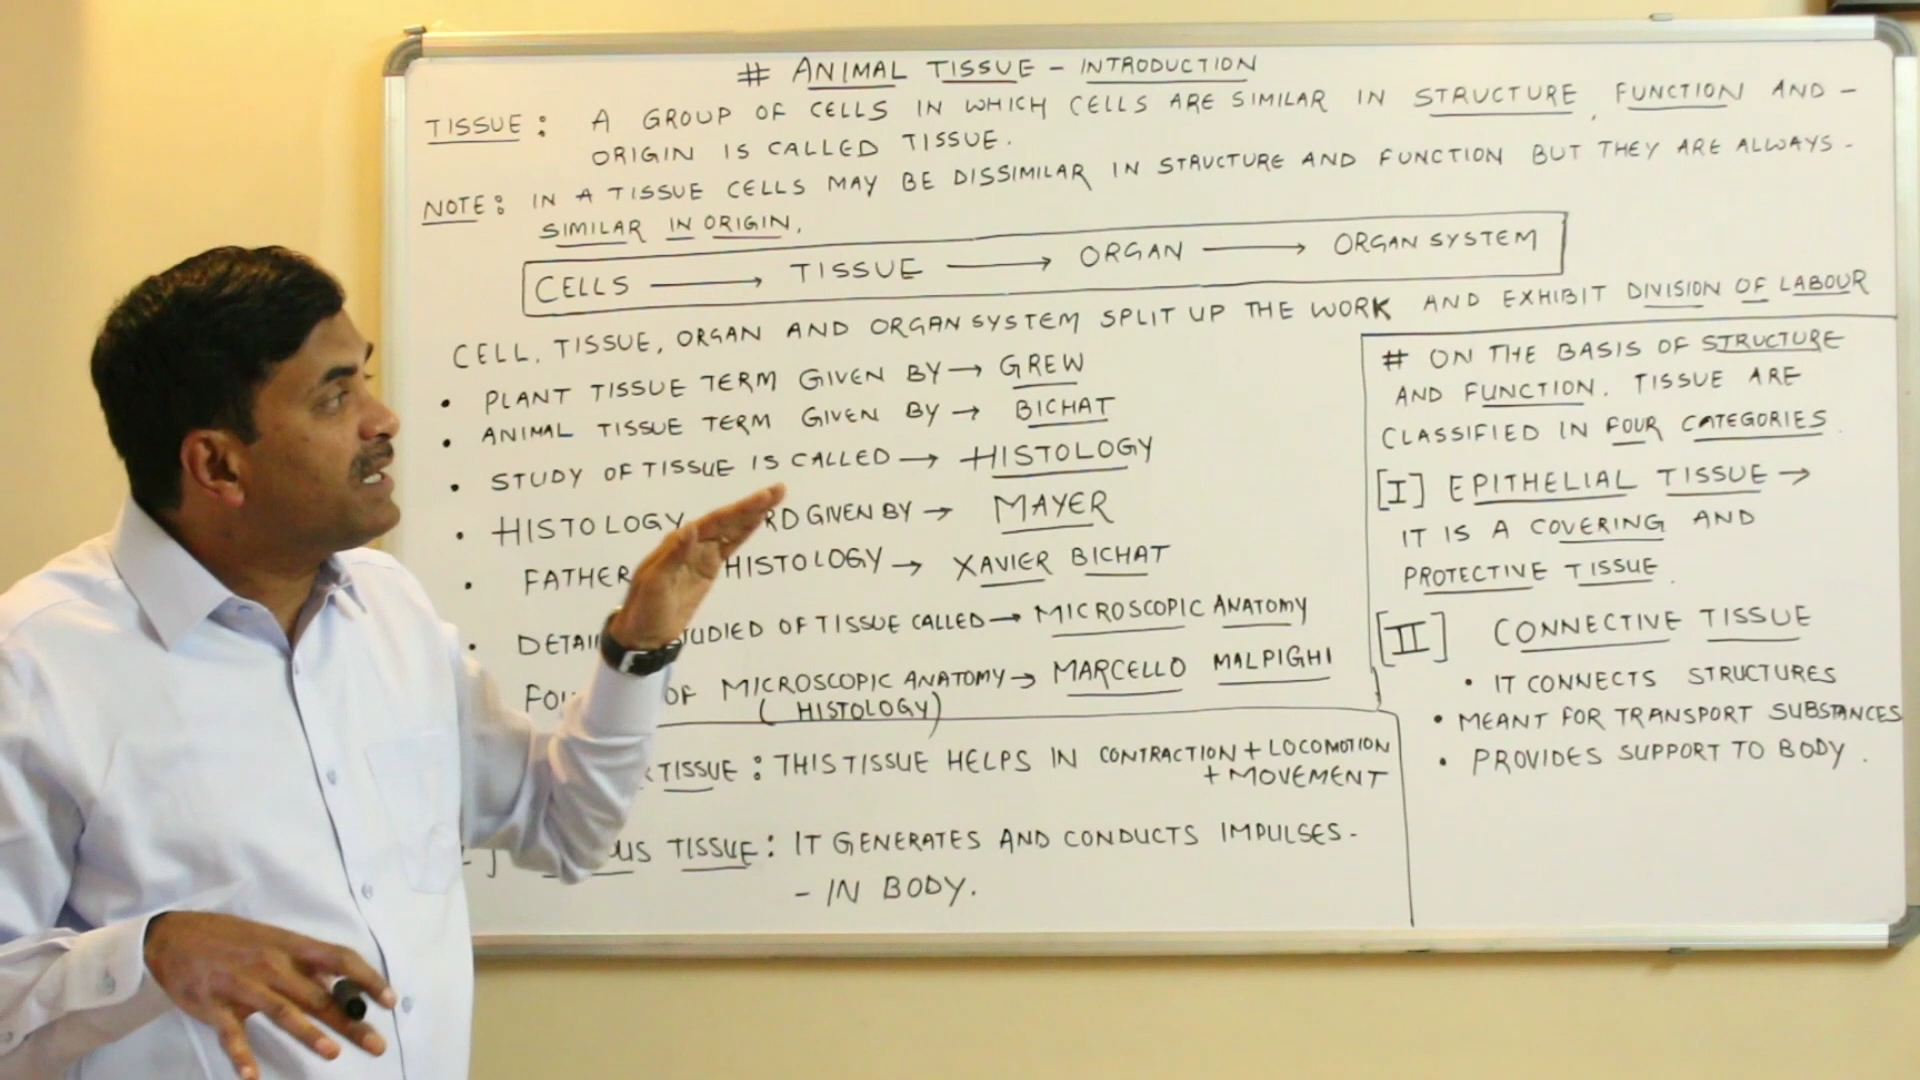 # ANIMAL TISSUE - INTRODUCTION
TISSUE : A GROUP OF CELLS IN WHICH CELLS ARE SIMILAR IN STRUCTURE, FUNCTION AND -
ORIGIN IS CALLED TISSUE.
NOTE : IN A TISSUE CELLS MAY BE DISSIMILAR IN STRUCTURE AND FUNCTION BUT THEY ARE ALWAYS -
SIMILAR IN ORIGIN.
CELLS → TISSUE → ORGAN → ORGAN SYSTEM
CELL, TISSUE, ORGAN AND ORGAN SYSTEM SPLIT UP THE WORK AND EXHIBIT DIVISION OF LABOUR
• PLANT TISSUE TERM GIVEN BY → GREW
• ANIMAL TISSUE TERM GIVEN BY → BICHAT
• STUDY OF TISSUE IS CALLED → HISTOLOGY
• HISTOLOGY GIVEN BY → MAYER
• FATHER HISTOLOGY → XAVIER BICHAT
• OF TISSUE CALLED → MICROSCOPIC ANATOMY
OF MICROSCOPIC ANATOMY → MARCELLO MALPIGHI
(HISTOLOGY)
TISSUE : THIS TISSUE HELPS IN CONTRACTION + LOCOMOTION
+ MOVEMENT
TISSUE : IT GENERATES AND CONDUCTS IMPULSES -
- IN BODY.
# ON THE BASIS OF STRUCTURE
AND FUNCTION. TISSUE ARE
CLASSIFIED IN FOUR CATEGORIES
[I] EPITHELIAL TISSUE →
IT IS A COVERING AND
PROTECTIVE TISSUE.
[II] CONNECTIVE TISSUE
• IT CONNECTS STRUCTURES
• MEANT FOR TRANSPORT SUBSTANCES
• PROVIDES SUPPORT TO BODY.